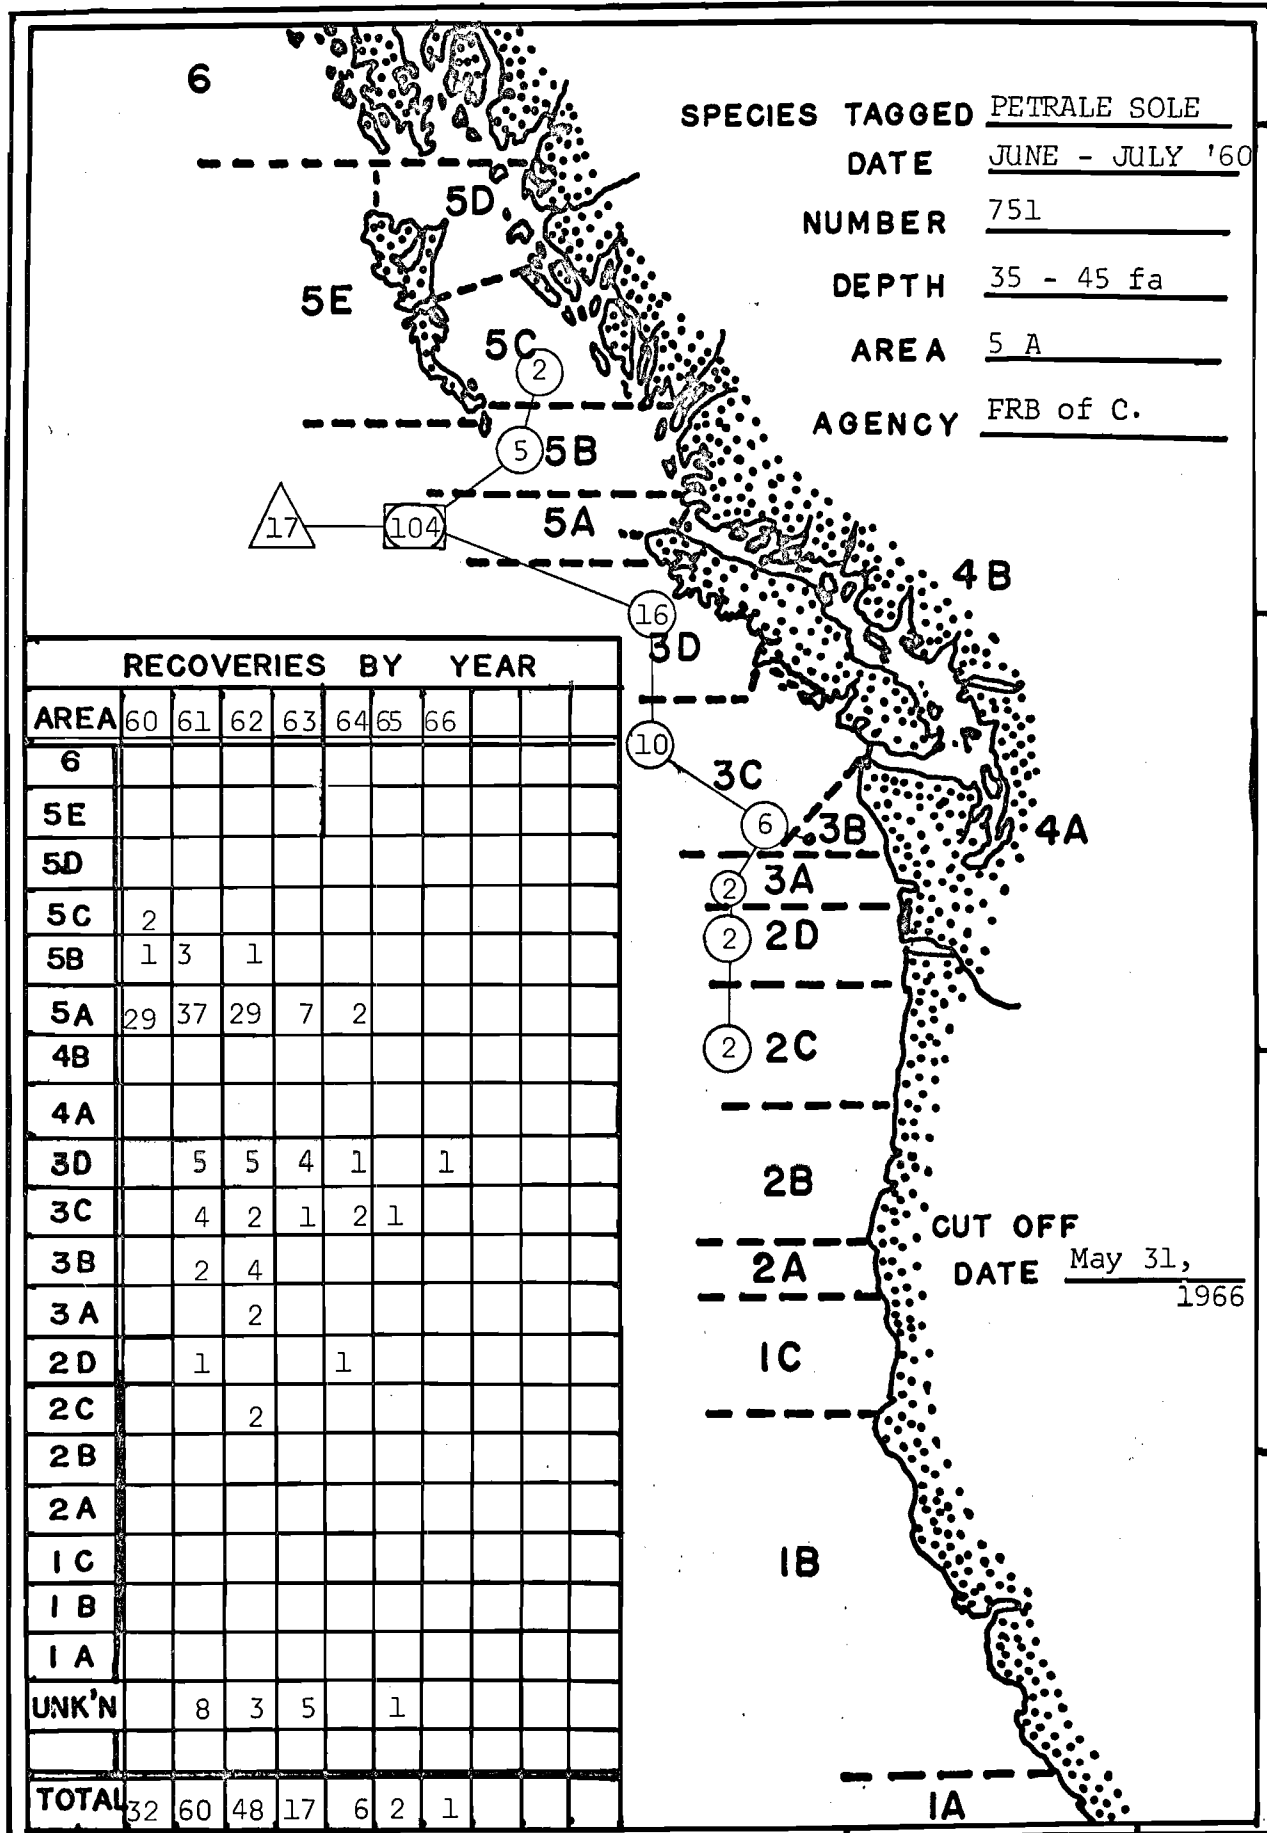 6
SPECIES TAGGED PETRALE SOLE
DATE JUNE - JULY '60
5D
NUMBER 751
5E
DEPTH 35 - 45 fa
5C
AREA 5 A
2
AGENCY FRB of C.
5 5B
17 104 5A
4B
16
3D
10
3C
6 3B 4A
2 3A
2 2D
2 2C
2B
CUT OFF
2A DATE May 31,
1966
1C
1B
1A
RECOVERIES BY YEAR
AREA 60 61 62 63 64 65 66
6
5E
5D
5C 2
5B 1 3 1
5A 29 37 29 7 2
4B
4A
3D 5 5 4 1 1
3C 4 2 1 2 1
3B 2 4
3A 2
2D 1 1
2C 2
2B
2A
1C
1B
1A
UNK'N 8 3 5 1
TOTAL 32 60 48 17 6 2 1